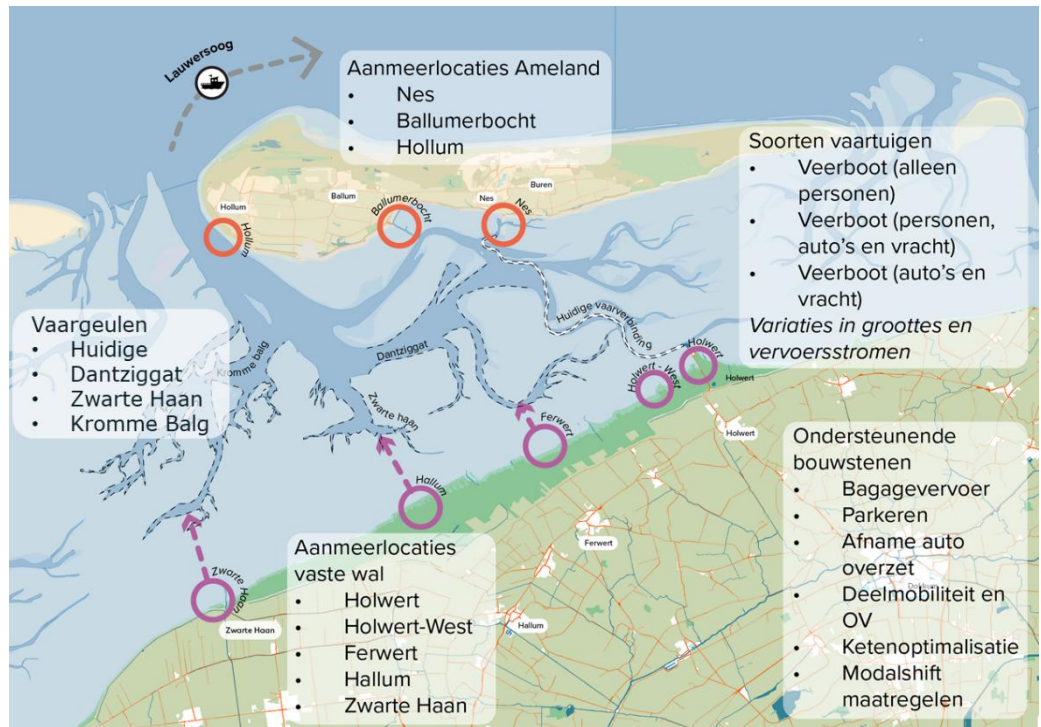 Lauwersoog
Aanmeerlocaties Ameland
• Nes
• Ballumerbocht
• Hollum
Soorten vaartuigen
• Veerboot (alleen
personen)
• Veerboot (personen,
auto's en vracht)
• Veerboot (auto's en
vracht)
Variaties in groottes en
vervoersstromen
Hollum
Ballum
Nes
Buren
Hollum
Ballumerbocht
Nes
Vaargeulen
• Huidige
• Dantziggat
• Zwarte Haan
• Kromme Balg
Kromme balg
Dantziggat
Zwarte haan
Huidige vaarverbinding
Holwert - West
Holwert
Holwert
Holwert
Ferwert
Hallum
Zwarte Haan
Zwarte Haan
Ferwert
Hallum
Aanmeerlocaties
vaste wal
• Holwert
• Holwert-West
• Ferwert
• Hallum
• Zwarte Haan
Ondersteunende
bouwstenen
• Bagagevervoer
• Parkeren
• Afname auto
overzet
• Deelmobiliteit en
OV
• Ketenoptimalisatie
• Modalshift
maatregelen